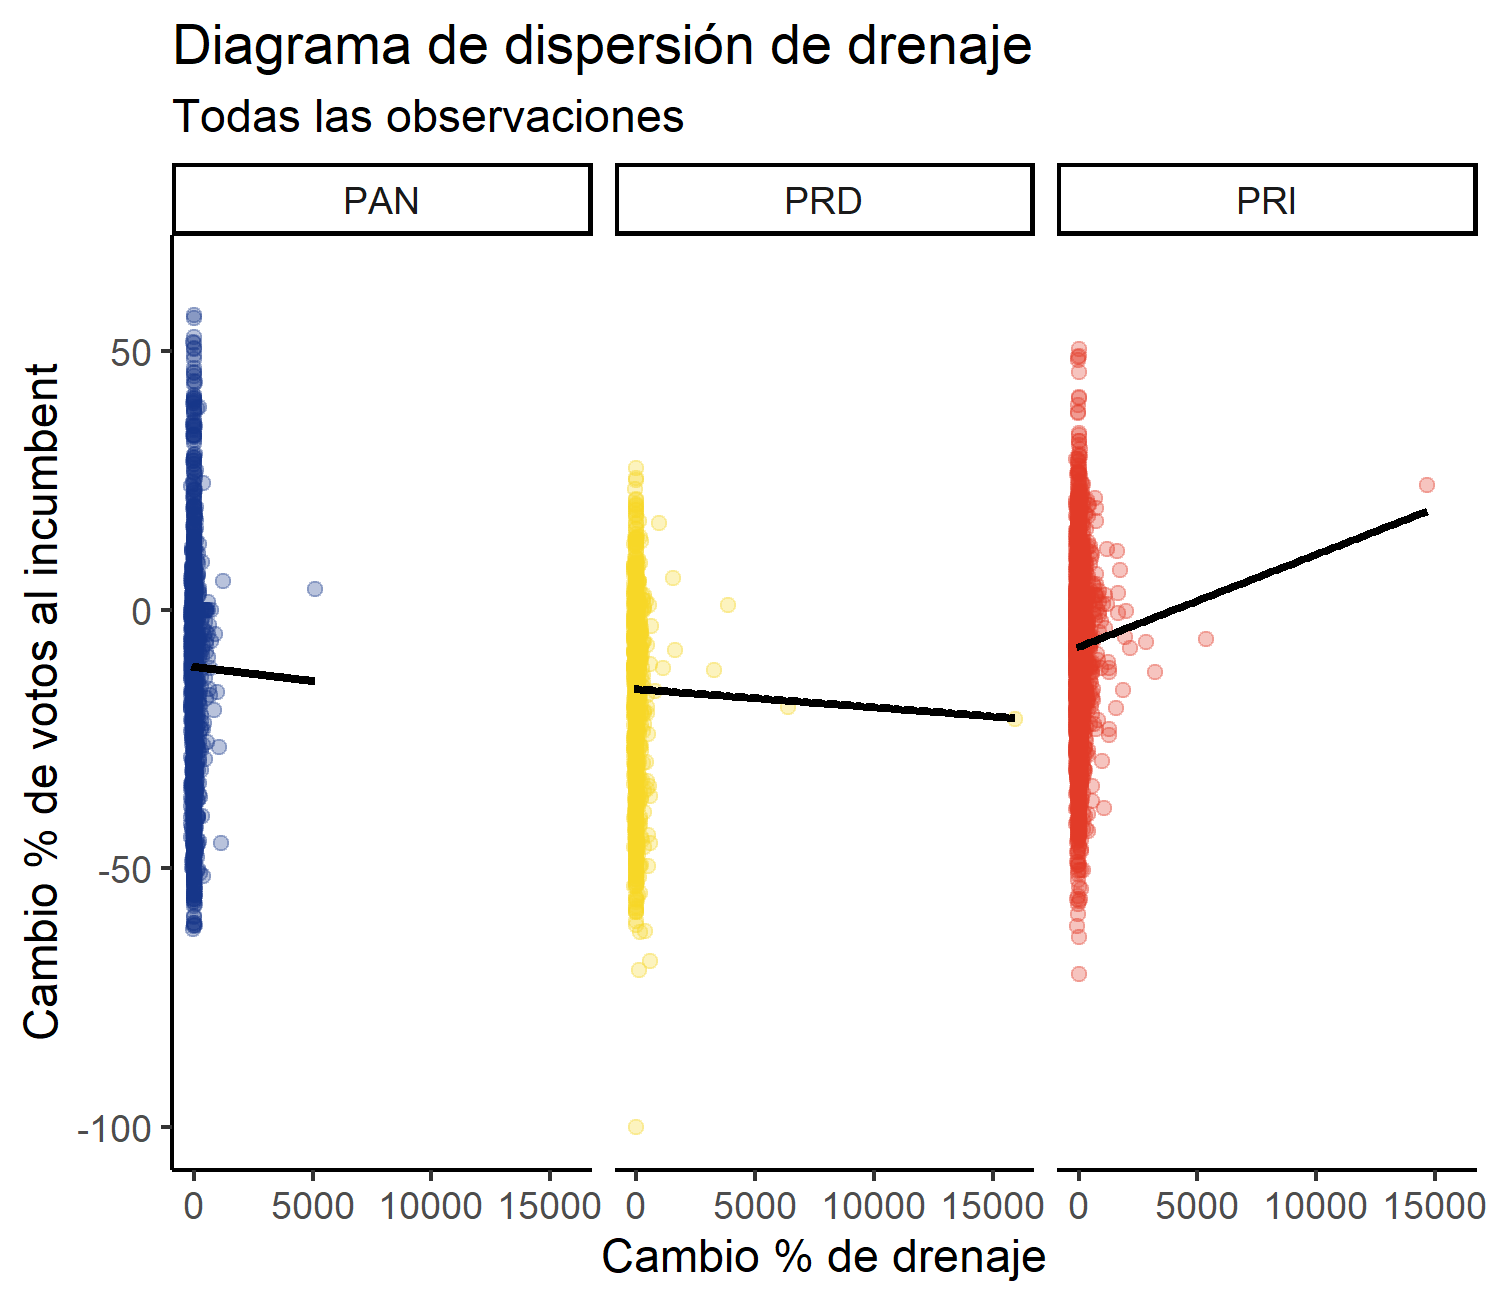 Diagrama de dispersión de drenaje
Todas las observaciones
PAN PRD PRI
Cambio % de votos al incumbent
50
0
-50
-100
0 5000 10000 15000 0 5000 10000 15000 0 5000 10000 15000
Cambio % de drenaje